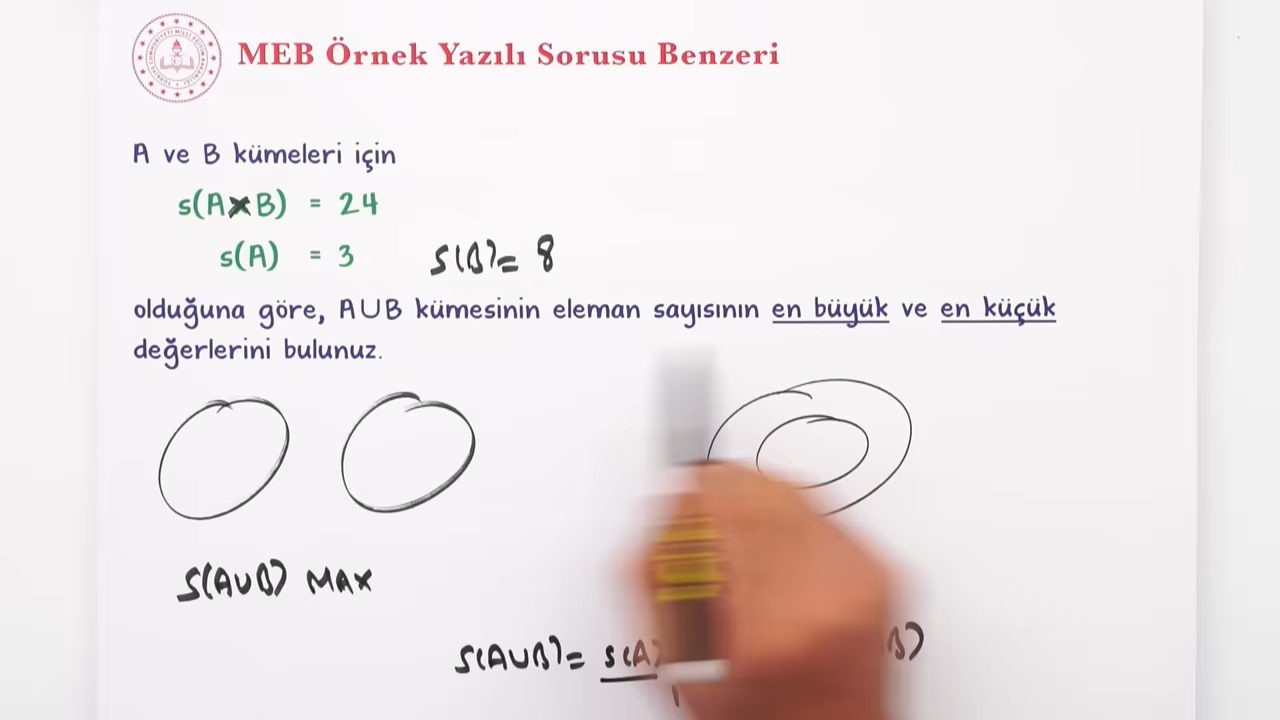 MEB Örnek Yazılı Sorusu Benzeri
A ve B kümeleri için
s(A×B) = 24
s(A) = 3 s(B) = 8
olduğuna göre, A∪B kümesinin eleman sayısının en büyük ve en küçük
değerlerini bulunuz.
s(A∪B) MAX
s(A∪B) = s(A) B)